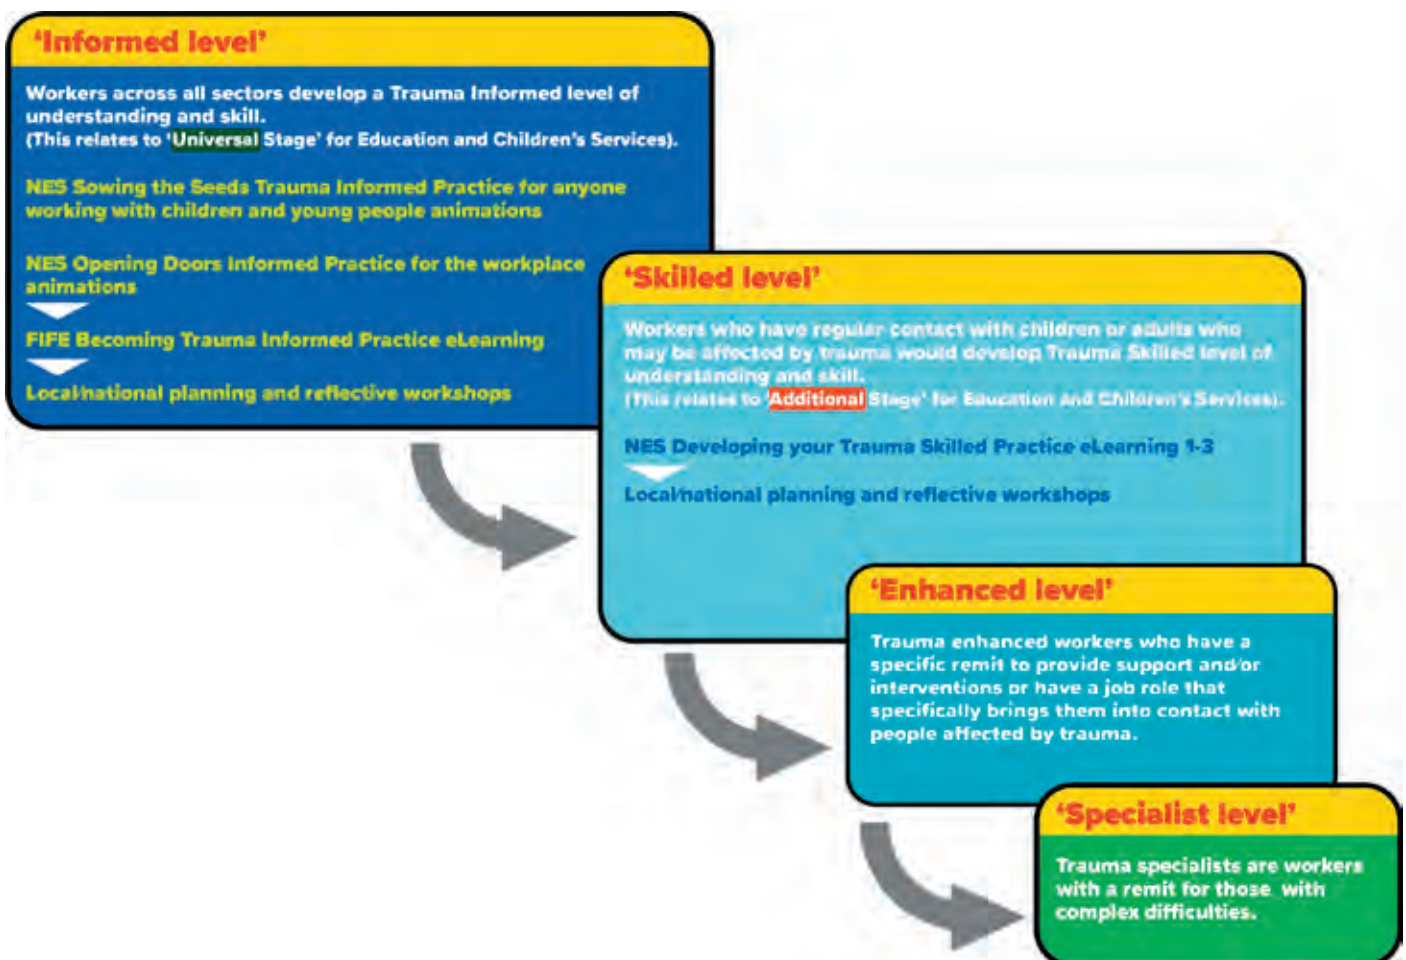 ‘Informed level’
Workers across all sectors develop a Trauma Informed level of
understanding and skill.
(This relates to ‘Universal Stage’ for Education and Children’s Services).
NES Sowing the Seeds Trauma Informed Practice for anyone
working with children and young people animations
NES Opening Doors Informed Practice for the workplace
animations
FIFE Becoming Trauma Informed Practice eLearning
Local/national planning and reflective workshops
‘Skilled level’
Workers who have regular contact with children or adults who
may be affected by trauma would develop Trauma Skilled level of
understanding and skill.
(This relates to ‘Additional Stage’ for Education and Children’s Services).
NES Developing your Trauma Skilled Practice eLearning 1-3
Local/national planning and reflective workshops
‘Enhanced level’
Trauma enhanced workers who have a
specific remit to provide support and/or
interventions or have a job role that
specifically brings them into contact with
people affected by trauma.
‘Specialist level’
Trauma specialists are workers
with a remit for those with
complex difficulties.